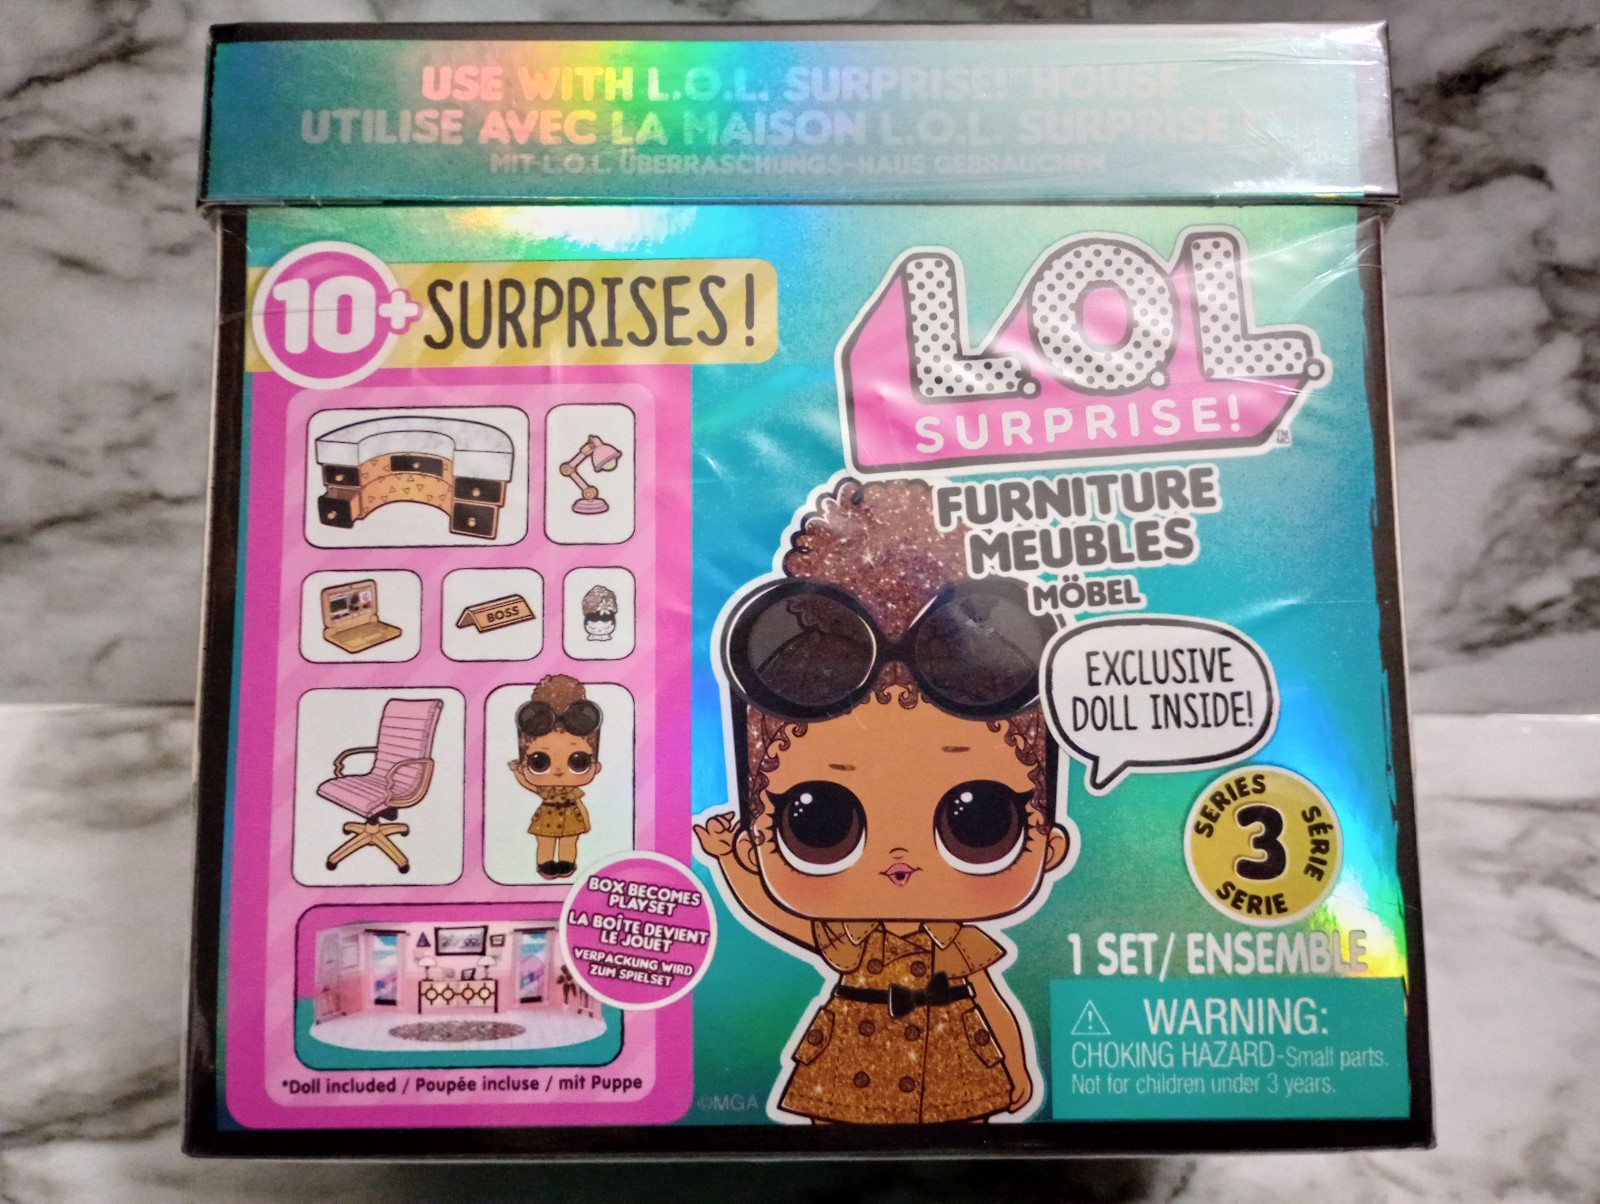 USE WITH L.O.L. SURPRISE! HOUSE
UTILISE AVEC LA MAISON L.O.L. SURPRISE
MIT L.O.L. ÜBERRASCHUNGS-HAUS GEBRAUCHEN
10+ SURPRISES!
L.O.L.
SURPRISE!
TM
MC
FURNITURE
MEUBLES
MÖBEL
BOSS
EXCLUSIVE
DOLL INSIDE!
SERIES
SÉRIE
3
SERIE
BOX BECOMES
PLAYSET
LA BOÎTE DEVIENT
LE JOUET
VERPACKUNG WIRD
ZUM SPIELSET
1 SET/ ENSEMBLE
WARNING:
CHOKING HAZARD-Small parts.
Not for children under 3 years.
*Doll included / Poupée incluse / mit Puppe
©MGA